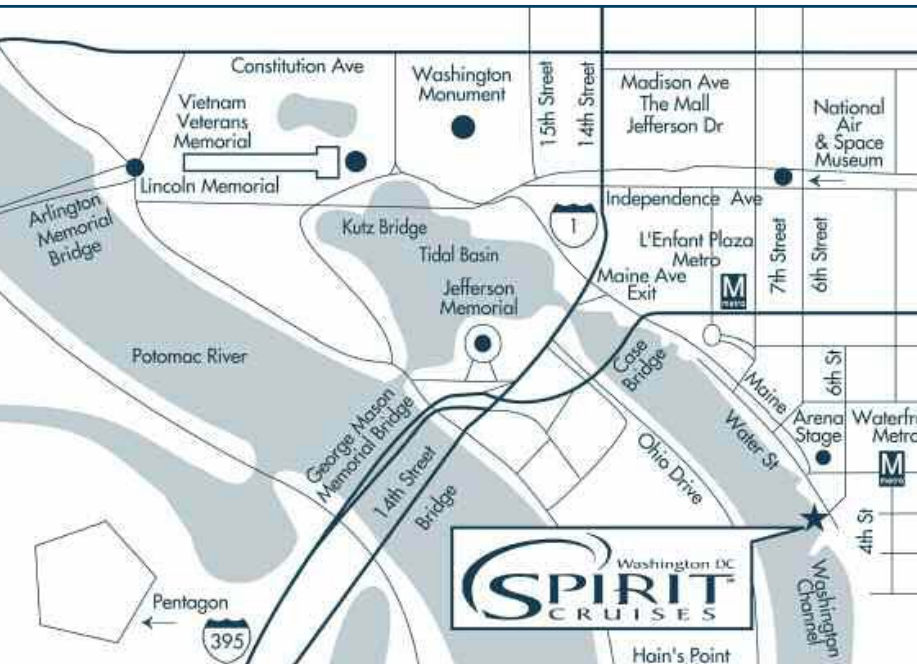 Constitution Ave
Washington
Monument
15th Street
14th Street
Madison Ave
The Mall
Jefferson Dr
National
Air
& Space
Museum
Vietnam
Veterans
Memorial
Lincoln Memorial
Arlington
Memorial
Bridge
Kutz Bridge
Tidal Basin
Jefferson
Memorial
1
Independence Ave
L'Enfant Plaza
Metro
M
metro
Maine Ave
Exit
7th Street
6th Street
Potomac River
Case
Bridge
Maine
6th St
Water St
Arena
Stage
Waterfr
Metro
M
metro
George Mason
Memorial Bridge
14th Street
Bridge
Ohio Drive
4th St
Washington DC
SPIRIT
CRUISES
Washington
Channel
Pentagon
395
Hain's Point